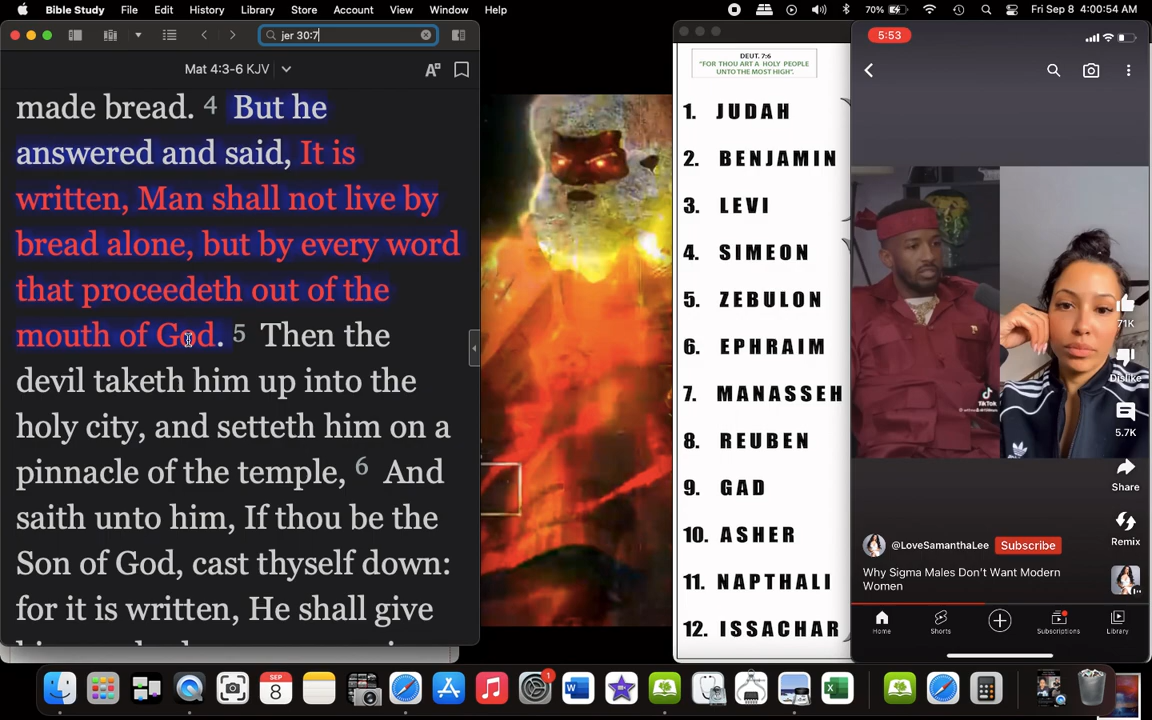 Bible Study File Edit History Library Store Account View Window Help
70% Fri Sep 8 4:00:54 PM
jer 30:7
Mat 4:3-6 KJV
made bread. 4 But he
answered and said, It is
written, Man shall not live by
bread alone, but by every word
that proceedeth out of the
mouth of God. 5 Then the
devil taketh him up into the
holy city, and setteth him on a
pinnacle of the temple, 6 And
saith unto him, If thou be the
Son of God, cast thyself down:
for it is written, He shall give
DEUT. 7:6
"FOR THOU ART A HOLY PEOPLE
UNTO THE MOST HIGH".
1. JUDAH
2. BENJAMIN
3. LEVI
4. SIMEON
5. ZEBULON
6. EPHRAIM
7. MANASSEH
8. REUBEN
9. GAD
10. ASHER
11. NAPTHALI
12. ISSACHAR
5:53
TikTok
71K
Dislike
5.7K
Share
Remix
@LoveSamanthaLee Subscribe
Why Sigma Males Don't Want Modern
Women
Home Shorts Subscriptions Library
SEP
8
1